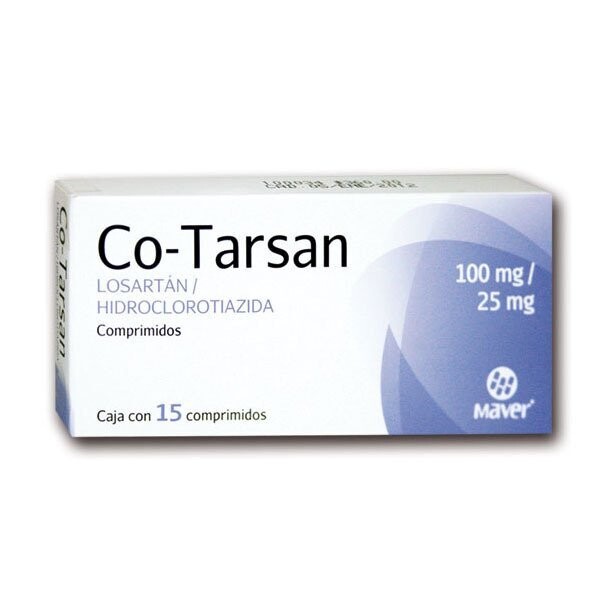 Co-Tarsan
LOSARTÁN /
HIDROCLOROTIAZIDA
Comprimidos
100 mg /
25 mg
Caja con 15 comprimidos
Maver
Co-Tarsan